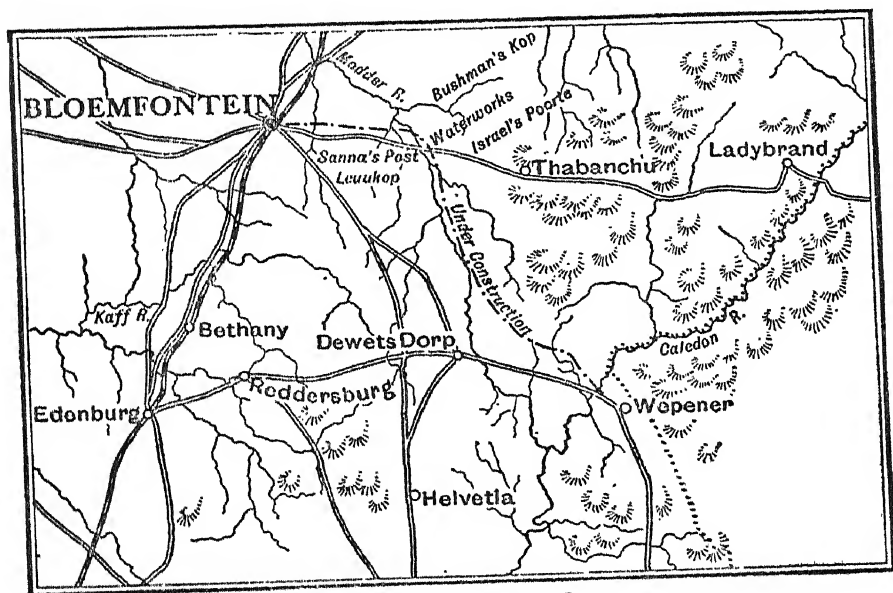 Modder R.
Bushman's Kop
BLOEMFONTEIN
Waterworks
Israel's Poorte
Sanna's Post
Leuukop
Thabanchu
Ladybrand
Under Construction
Kaff R.
Bethany
Dewets Dorp
Caledon R.
Edonburg
Reddersburg
Wepener
Helvetia